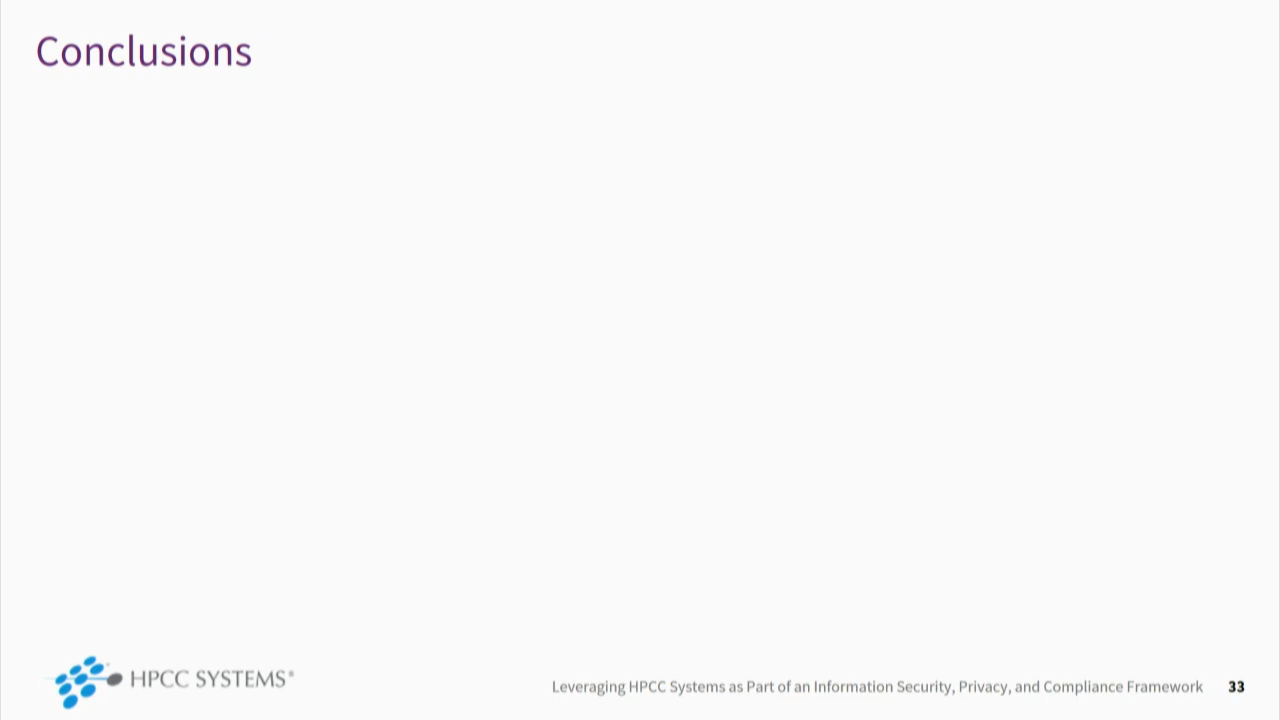 Conclusions
HPCC SYSTEMS®
Leveraging HPCC Systems as Part of an Information Security, Privacy, and Compliance Framework 33